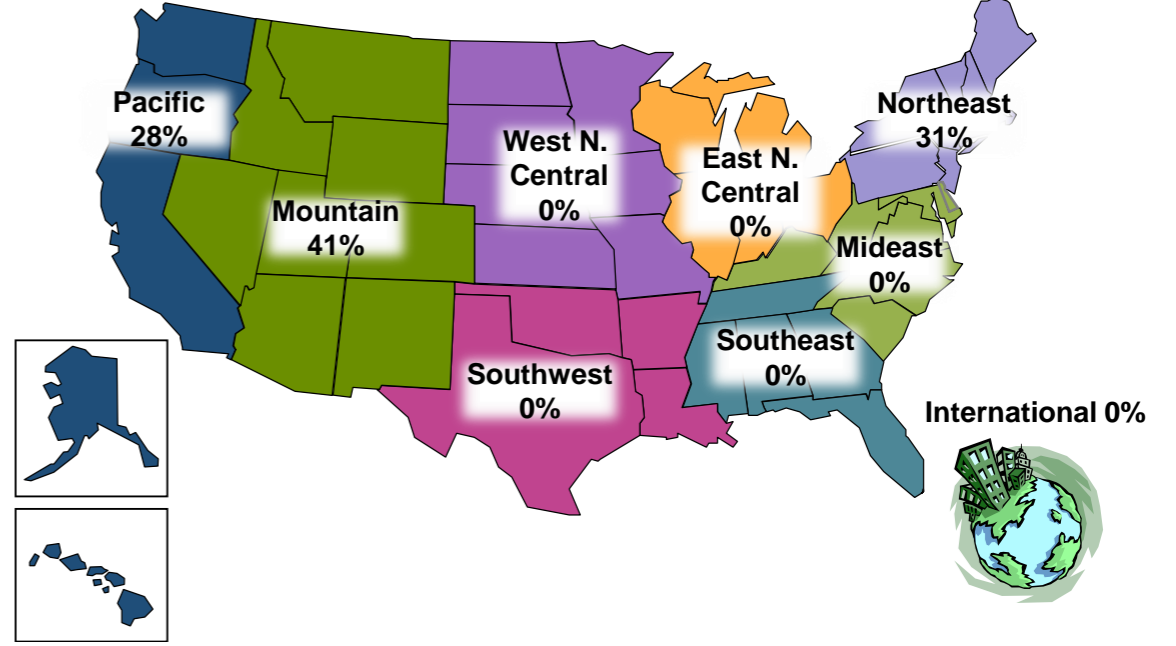 Pacific
28%
Mountain
41%
West N.
Central
0%
East N.
Central
0%
Northeast
31%
Mideast
0%
Southwest
0%
Southeast
0%
International 0%